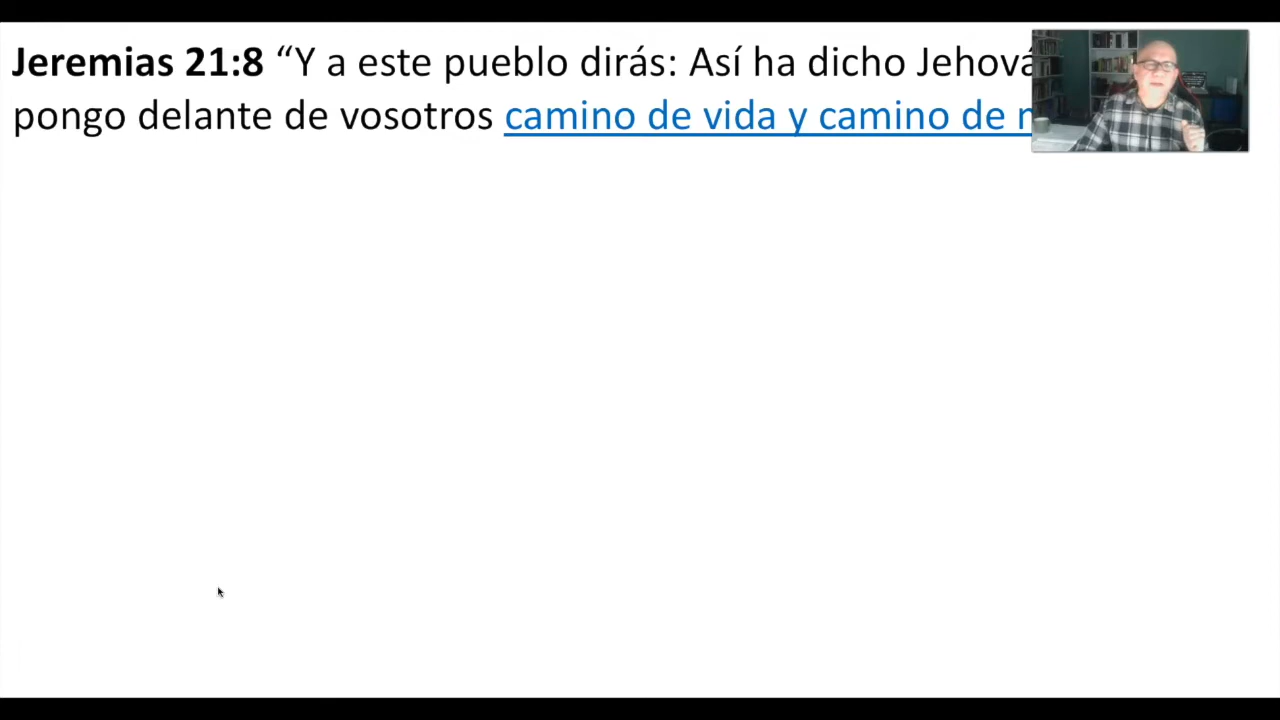 Jeremias 21:8 “Y a este pueblo dirás: Así ha dicho Jehová
pongo delante de vosotros camino de vida y camino de